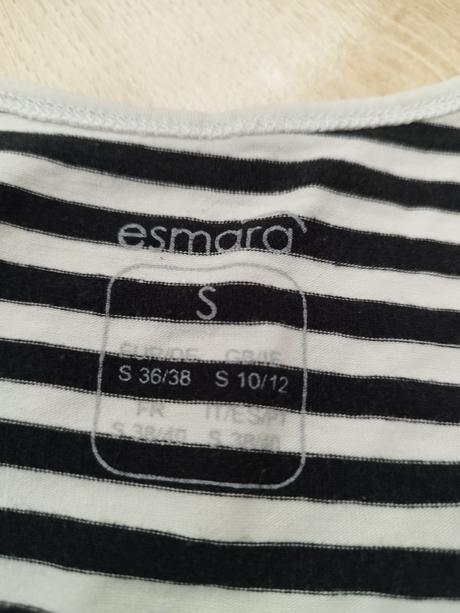 esmara
S
EUR/DE GB/IE
S 36/38 S 10/12
FR IT/ES/PT
S 38/40 S 38/40